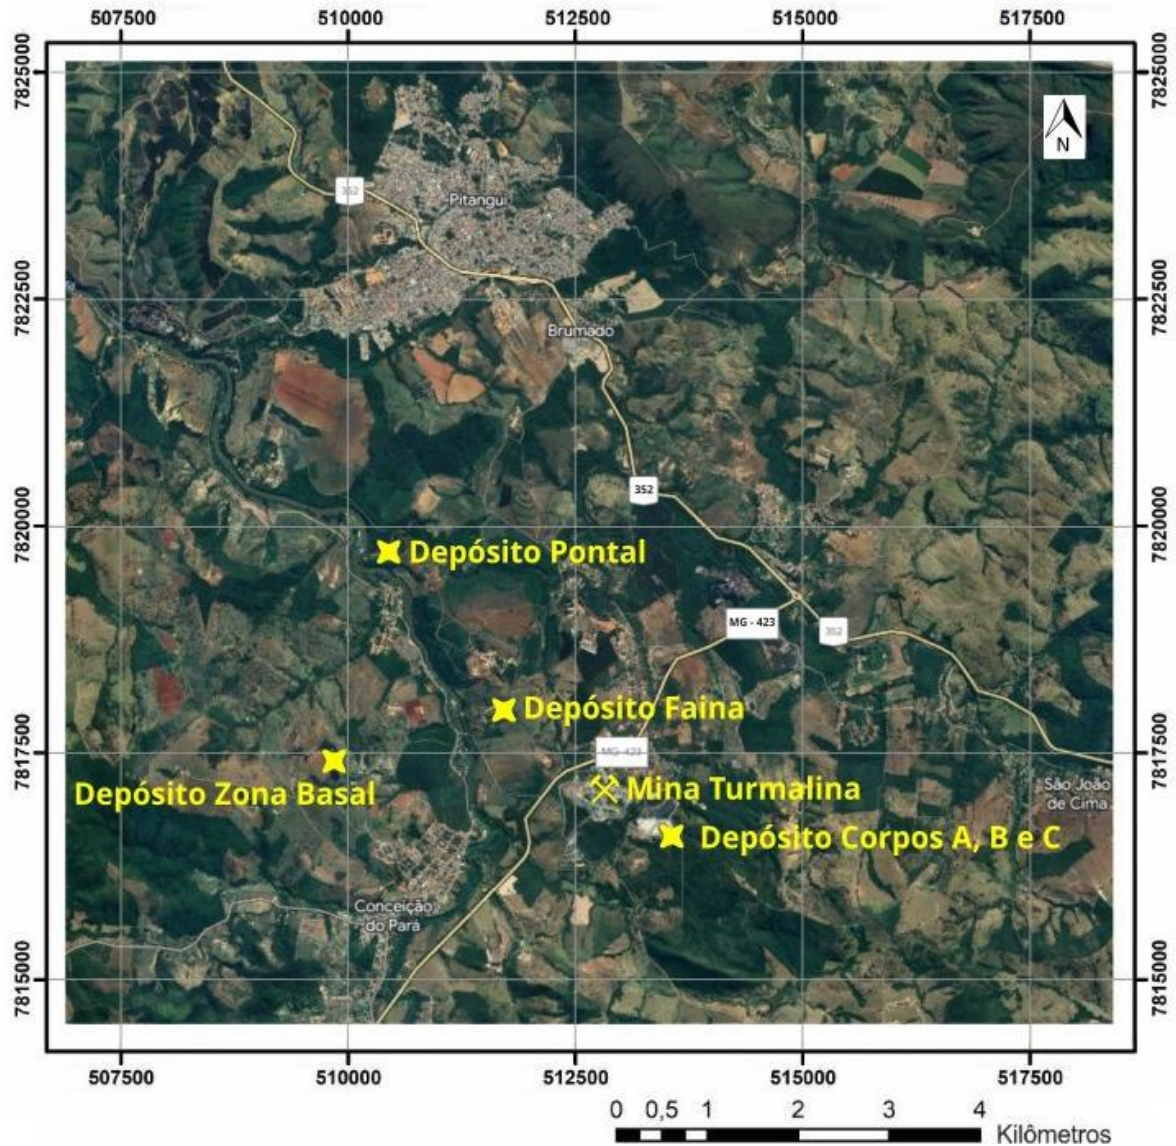 507500 510000 512500 515000 517500
7825000 7825000
N
352
Pitangui
7822500 7822500
Brumado
352
7820000 7820000
Depósito Pontal
MG - 423
352
Depósito Faina
7817500 7817500
MG-423
Depósito Zona Basal
Mina Turmalina
São João
de Cima
Depósito Corpos A, B e C
Conceição
do Pará
7815000 7815000
507500 510000 512500 515000 517500
0 0,5 1 2 3 4
Kilômetros